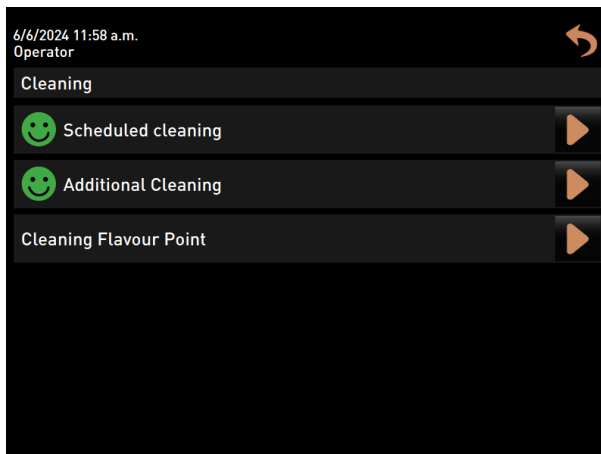 6/6/2024 11:58 a.m.
Operator
Cleaning
Scheduled cleaning
Additional Cleaning
Cleaning Flavour Point